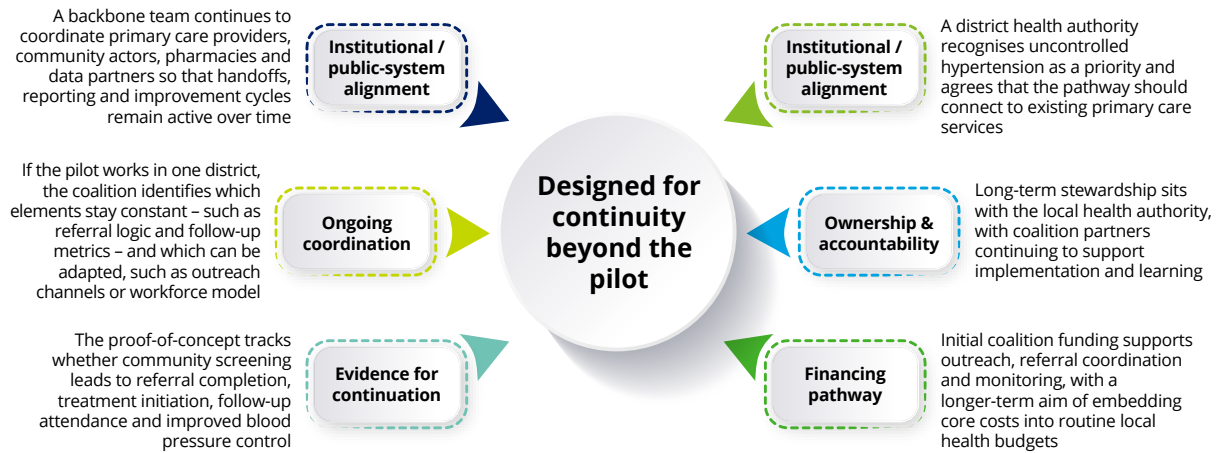 A backbone team continues to
coordinate primary care providers,
community actors, pharmacies and
data partners so that handoffs,
reporting and improvement cycles
remain active over time
Institutional /
public-system
alignment
If the pilot works in one district,
the coalition identifies which
elements stay constant – such as
referral logic and follow-up
metrics – and which can be
adapted, such as outreach
channels or workforce model
Ongoing
coordination
The proof-of-concept tracks
whether community screening
leads to referral completion,
treatment initiation, follow-up
attendance and improved blood
pressure control
Evidence for
continuation
Designed for
continuity
beyond the
pilot
Institutional /
public-system
alignment
A district health authority
recognises uncontrolled
hypertension as a priority and
agrees that the pathway should
connect to existing primary care
services
Ownership &
accountability
Long-term stewardship sits
with the local health authority,
with coalition partners
continuing to support
implementation and learning
Financing
pathway
Initial coalition funding supports
outreach, referral coordination
and monitoring, with a
longer-term aim of embedding
core costs into routine local
health budgets